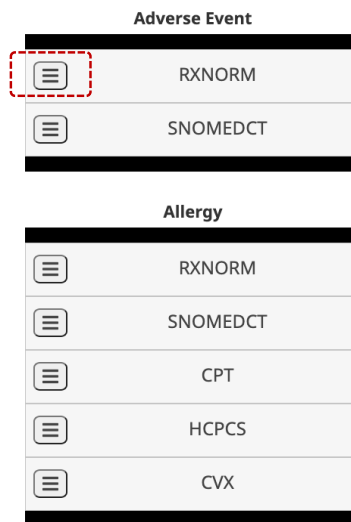 Adverse Event
RXNORM
SNOMEDCT
Allergy
RXNORM
SNOMEDCT
CPT
HCPCS
CVX